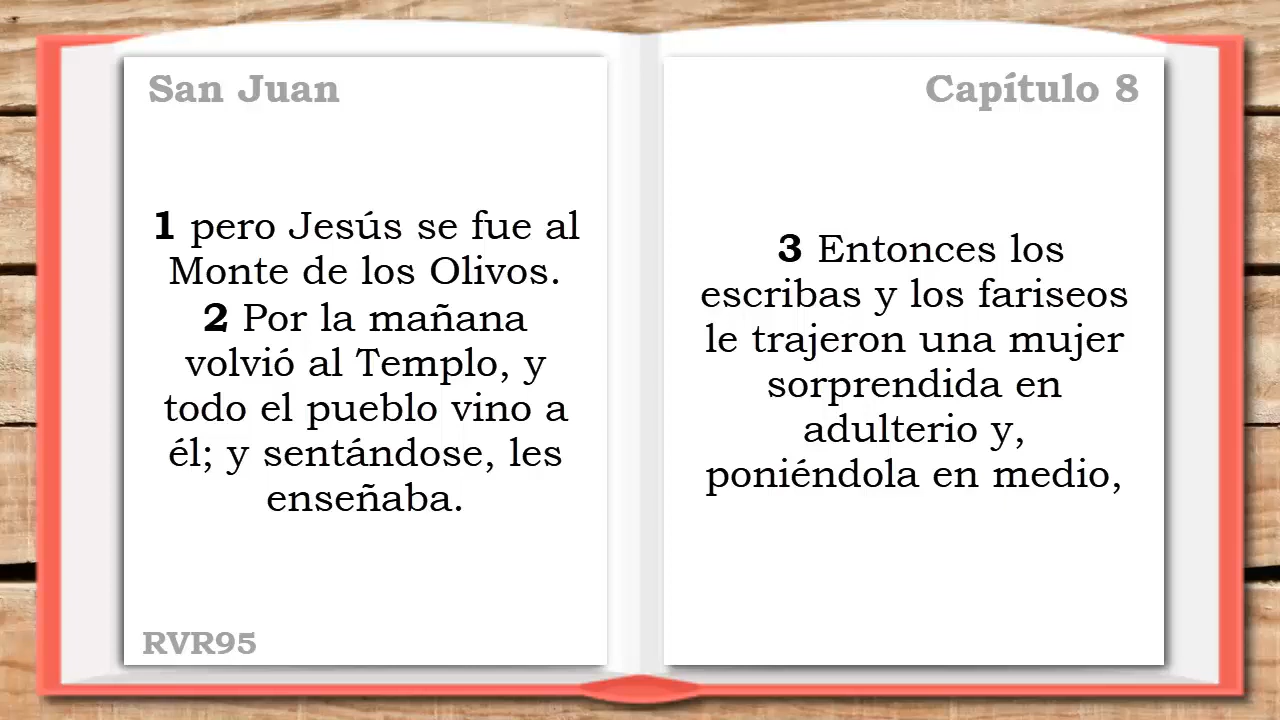 San Juan
1 pero Jesús se fue al
Monte de los Olivos.
2 Por la mañana
volvió al Templo, y
todo el pueblo vino a
él; y sentándose, les
enseñaba.
RVR95
Capítulo 8
3 Entonces los
escribas y los fariseos
le trajeron una mujer
sorprendida en
adulterio y,
poniéndola en medio,